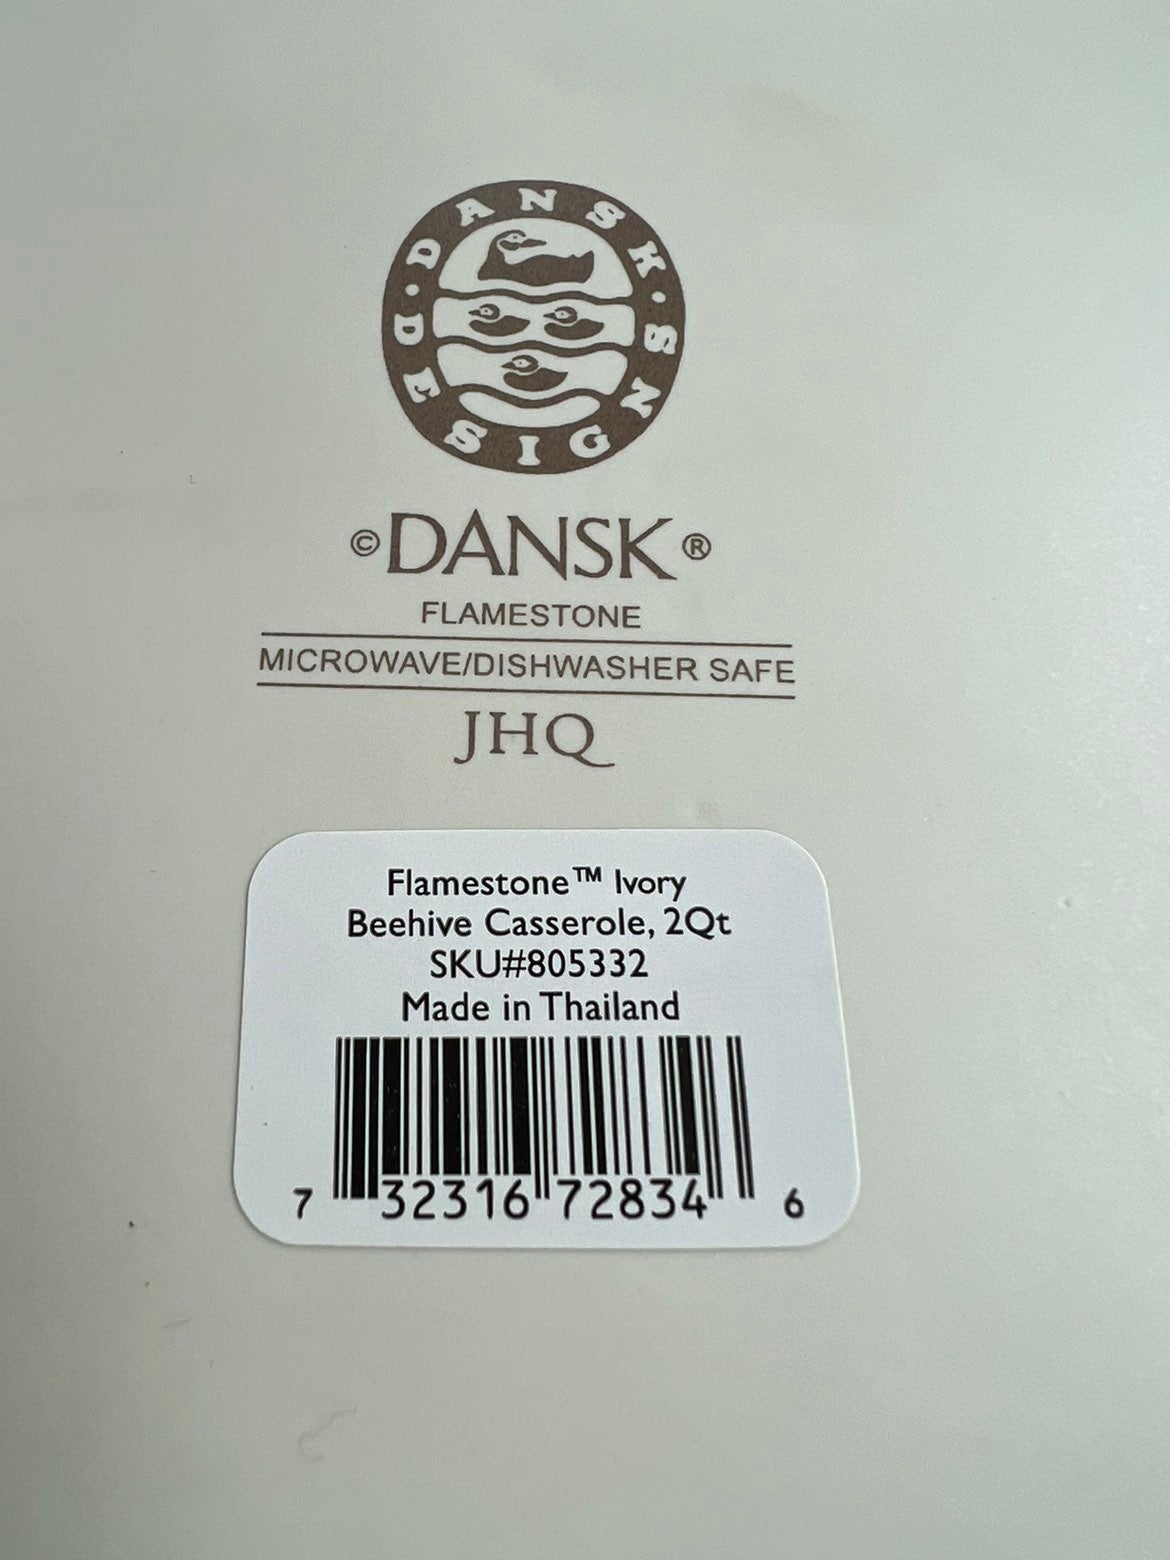 DANSK · DESIGNS ·
© DANSK ®
FLAMESTONE
MICROWAVE/DISHWASHER SAFE
JHQ
Flamestone™ Ivory
Beehive Casserole, 2Qt
SKU#805332
Made in Thailand
7 32316 72834 6